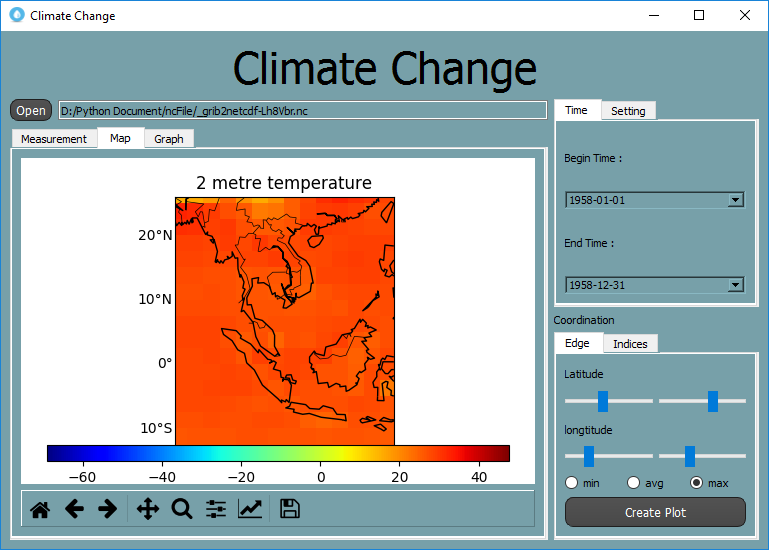 Climate Change
Climate Change
Open
D:/Python Document/ncFile/_grib2netcdf-Lh8Vbr.nc
Measurement Map Graph
2 metre temperature
20°N
10°N
0°
10°S
−60 −40 −20 0 20 40
Time Setting
Begin Time :
1958-01-01
End Time :
1958-12-31
Coordination
Edge Indices
Latitude
longtitude
min avg max
Create Plot